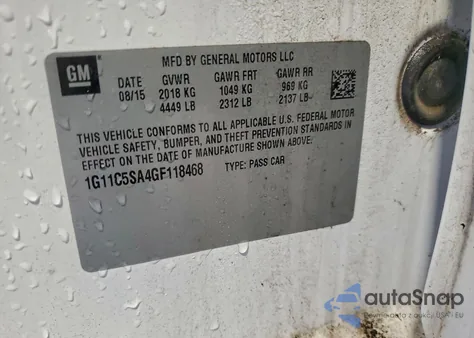 GM
MFD BY GENERAL MOTORS LLC
08/15 GVWR GAWR FRT GAWR RR
2018 KG 1049 KG 969 KG
4449 LB 2312 LB 2137 LB
THIS VEHICLE CONFORMS TO ALL APPLICABLE U.S. FEDERAL MOTOR
VEHICLE SAFETY, BUMPER, AND THEFT PREVENTION STANDARDS IN
EFFECT ON THE DATE OF MANUFACTURE SHOWN ABOVE.
1G11C5SA4GF118468 TYPE: PASS CAR
autaSnap